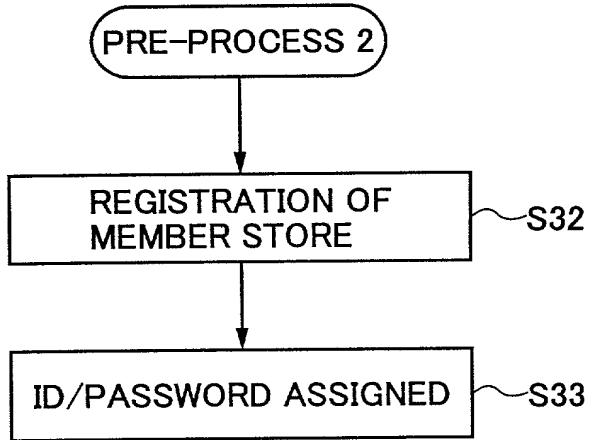 PRE-PROCESS 2
REGISTRATION OF
MEMBER STORE
S32
ID/PASSWORD ASSIGNED
S33